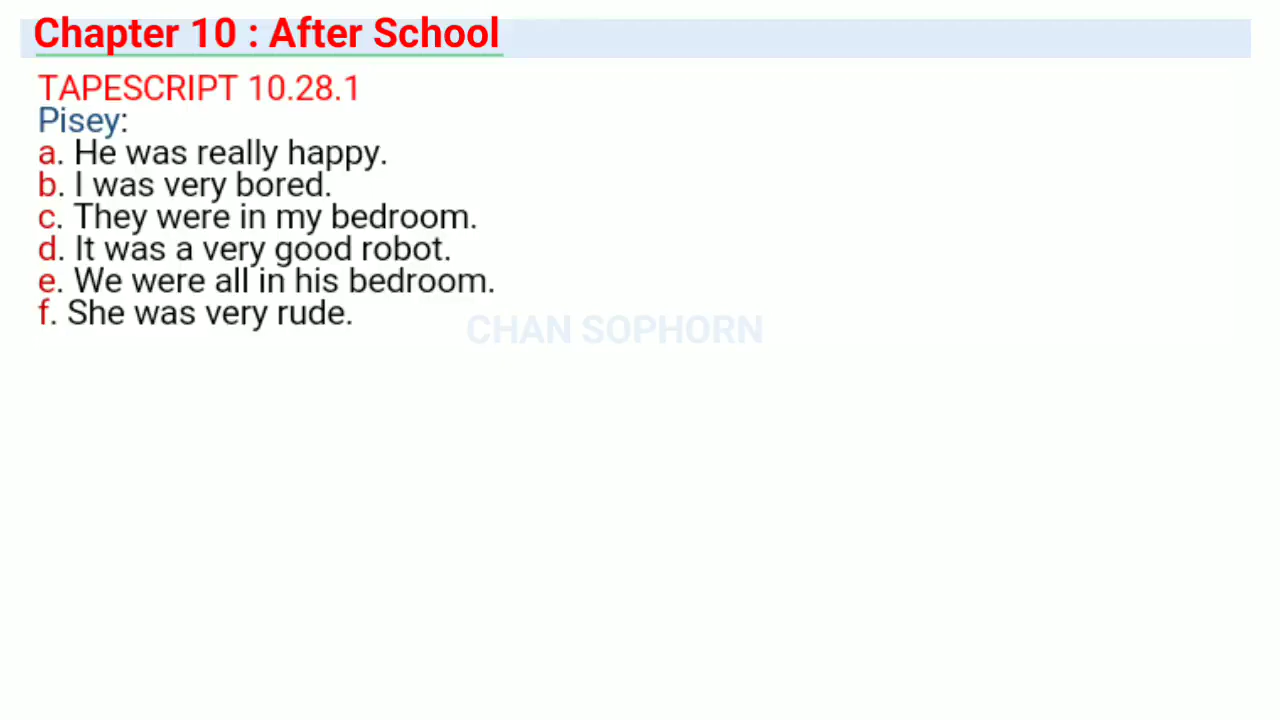 Chapter 10 : After School
TAPESCRIPT 10.28.1
Pisey:
a. He was really happy.
b. I was very bored.
c. They were in my bedroom.
d. It was a very good robot.
e. We were all in his bedroom.
f. She was very rude.
CHAN SOPHORN